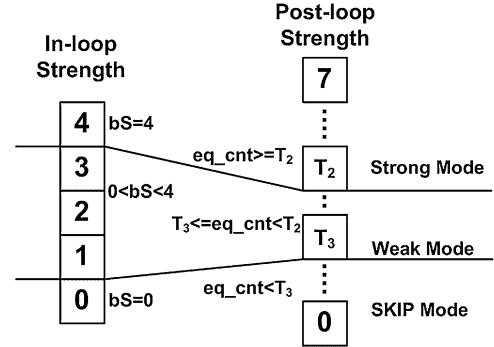 In-loop
Strength
4
bS=4
3
0<bS<4
2
1
0
bS=0
Post-loop
Strength
7
eq_cnt>=T2
T2
Strong Mode
T3<=eq_cnt<T2
T3
Weak Mode
eq_cnt<T3
0
SKIP Mode